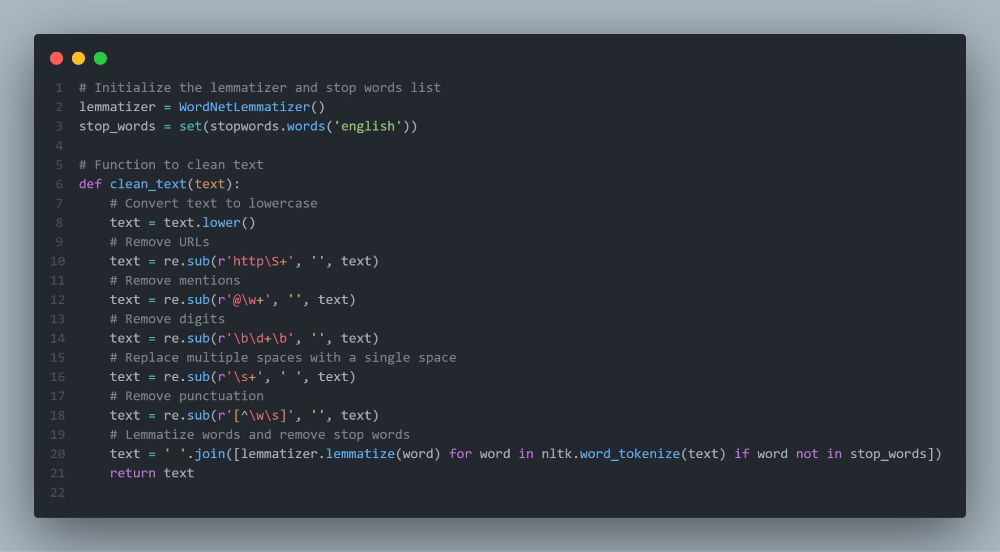 1 # Initialize the lemmatizer and stop words list
2 lemmatizer = WordNetLemmatizer()
3 stop_words = set(stopwords.words('english'))
4
5 # Function to clean text
6 def clean_text(text):
7     # Convert text to lowercase
8     text = text.lower()
9     # Remove URLs
10     text = re.sub(r'http\S+', '', text)
11     # Remove mentions
12     text = re.sub(r'@\w+', '', text)
13     # Remove digits
14     text = re.sub(r'\b\d+\b', '', text)
15     # Replace multiple spaces with a single space
16     text = re.sub(r'\s+', ' ', text)
17     # Remove punctuation
18     text = re.sub(r'[^\w\s]', '', text)
19     # Lemmatize words and remove stop words
20     text = ' '.join([lemmatizer.lemmatize(word) for word in nltk.word_tokenize(text) if word not in stop_words])
21     return text
22